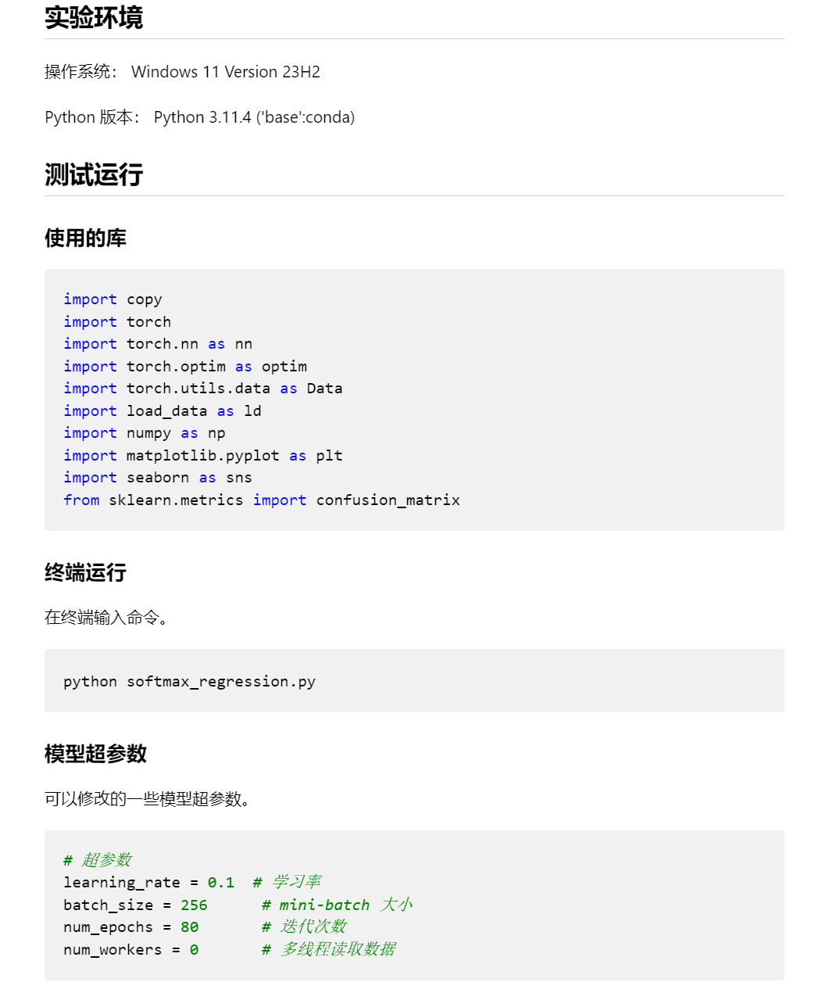 实验环境
操作系统： Windows 11 Version 23H2
Python 版本： Python 3.11.4 ('base':conda)
测试运行
使用的库
import copy
import torch
import torch.nn as nn
import torch.optim as optim
import torch.utils.data as Data
import load_data as ld
import numpy as np
import matplotlib.pyplot as plt
import seaborn as sns
from sklearn.metrics import confusion_matrix
终端运行
在终端输入命令。
python softmax_regression.py
模型超参数
可以修改的一些模型超参数。
# 超参数
learning_rate = 0.1  # 学习率
batch_size = 256      # mini-batch 大小
num_epochs = 80       # 迭代次数
num_workers = 0       # 多线程读取数据